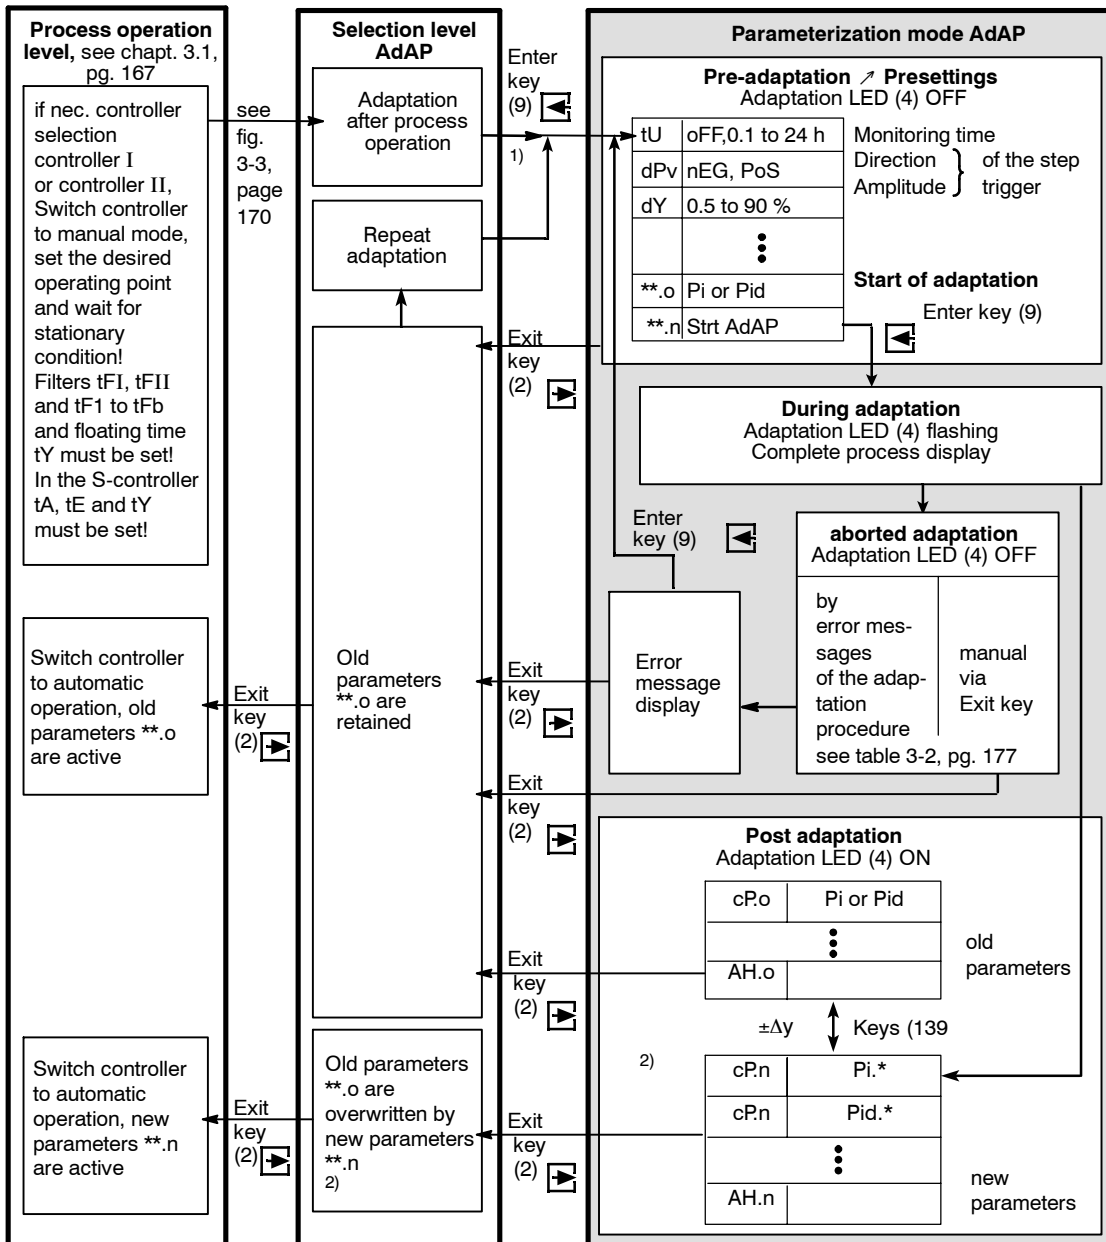 Process operation
level, see chapt. 3.1,
pg. 167
if nec. controller
selection
controller I
or controller II,
Switch controller
to manual mode,
set the desired
operating point
and wait for
stationary
condition!
Filters tFI, tFII
and tF1 to tFb
and floating time
tY must be set!
In the S-controller
tA, tE and tY
must be set!
see
fig.
3-3,
page
170
Switch controller
to automatic
operation, old
parameters **.o
are active
Exit
key
(2)
Switch controller
to automatic
operation, new
parameters **.n
are active
Exit
key
(2)
Selection level
AdAP
Adaptation
after process
operation
Repeat
adaptation
Old
parameters
**.o are
retained
Old parameters
**.o are
overwritten by
new parameters
**.n
2)
Enter
key
(9)
1)
Exit
key
(2)
Exit
key
(2)
Exit
key
(2)
Exit
key
(2)
Exit
key
(2)
Parameterization mode AdAP
Pre-adaptation ↗ Presettings
Adaptation LED (4) OFF
tU oFF,0.1 to 24 h Monitoring time
dPv nEG, PoS Direction
dY 0.5 to 90 % Amplitude
of the step
trigger
**.o Pi or Pid
**.n Strt AdAP
Start of adaptation
Enter key (9)
During adaptation
Adaptation LED (4) flashing
Complete process display
Enter
key (9)
aborted adaptation
Adaptation LED (4) OFF
by
error mes-
sages
of the adap-
tation
procedure
manual
via
Exit key
see table 3-2, pg. 177
Error
message
display
Post adaptation
Adaptation LED (4) ON
cP.o Pi or Pid
AH.o
old
parameters
±Δy Keys (139
2)
cP.n Pi.*
cP.n Pid.*
AH.n
new
parameters